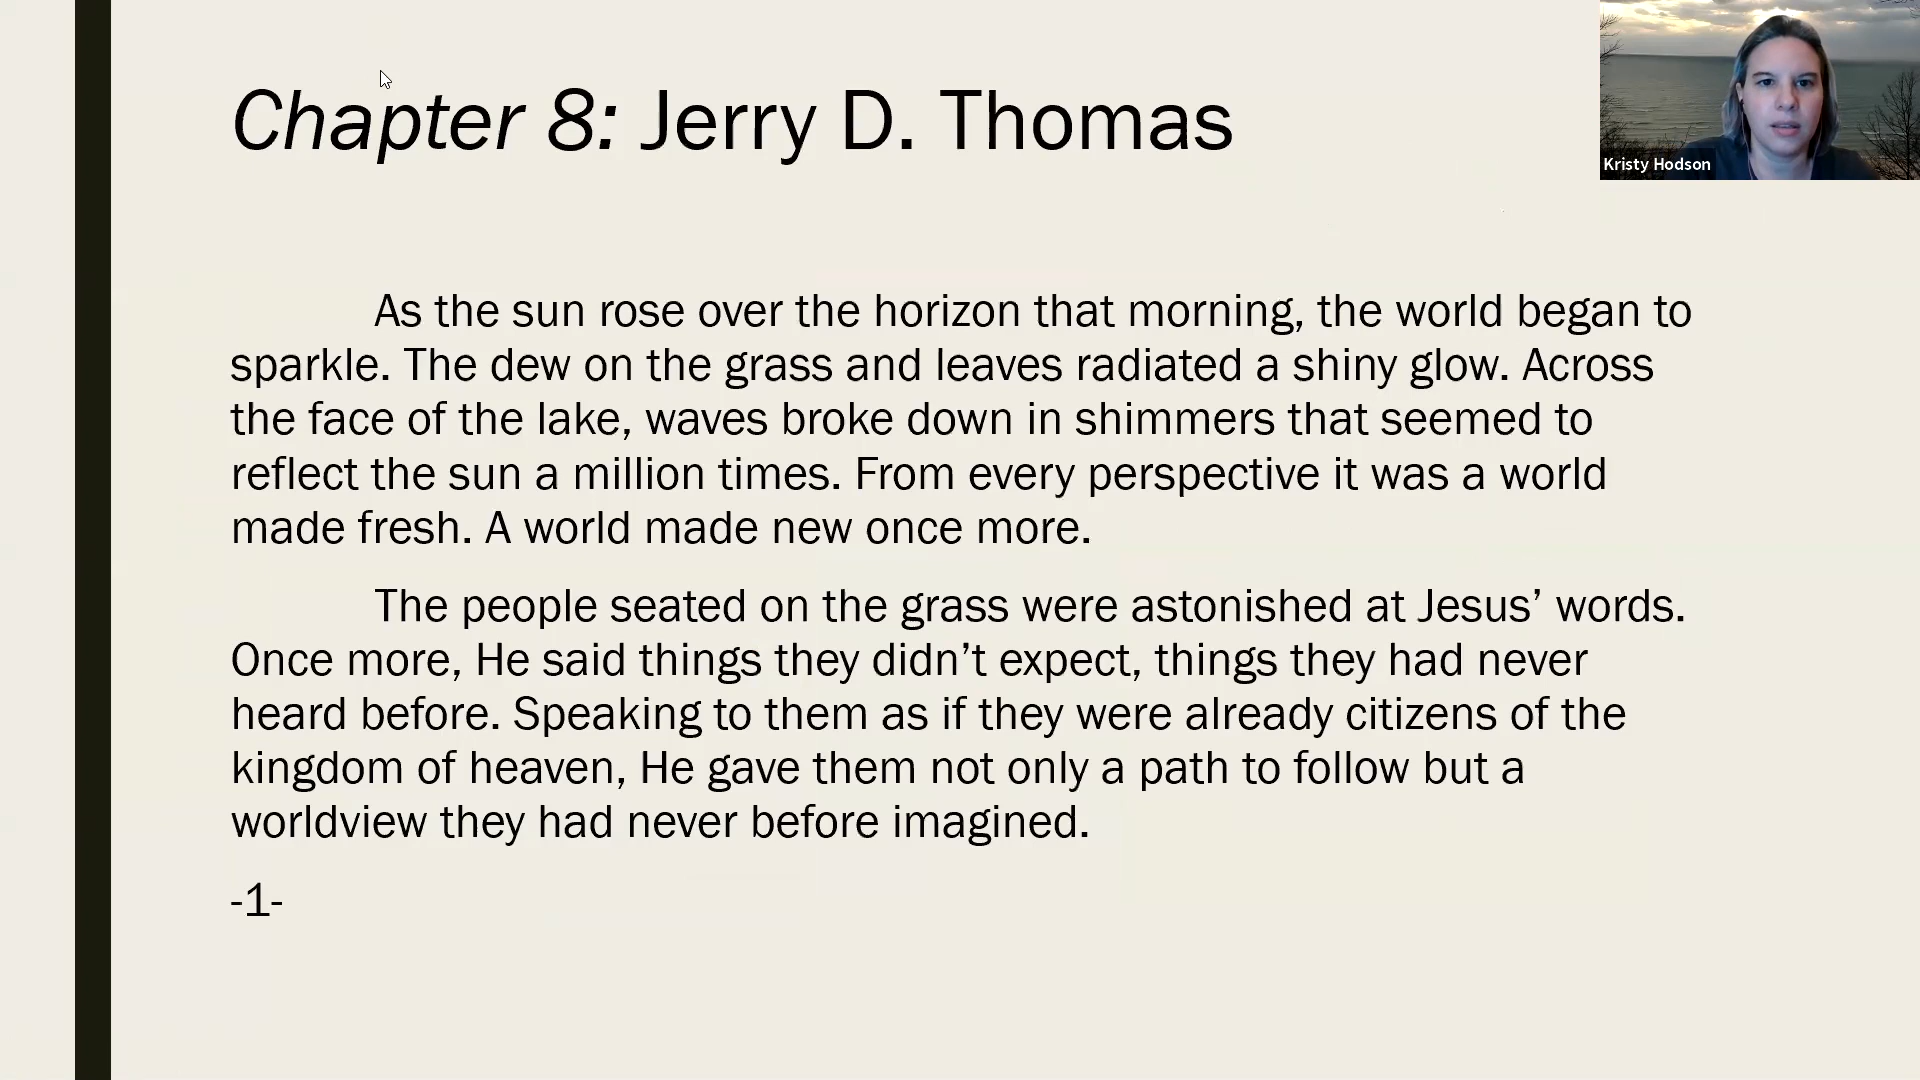 Chapter 8: Jerry D. Thomas
Kristy Hodson
As the sun rose over the horizon that morning, the world began to
sparkle. The dew on the grass and leaves radiated a shiny glow. Across
the face of the lake, waves broke down in shimmers that seemed to
reflect the sun a million times. From every perspective it was a world
made fresh. A world made new once more.
The people seated on the grass were astonished at Jesus’ words.
Once more, He said things they didn’t expect, things they had never
heard before. Speaking to them as if they were already citizens of the
kingdom of heaven, He gave them not only a path to follow but a
worldview they had never before imagined.
-1-